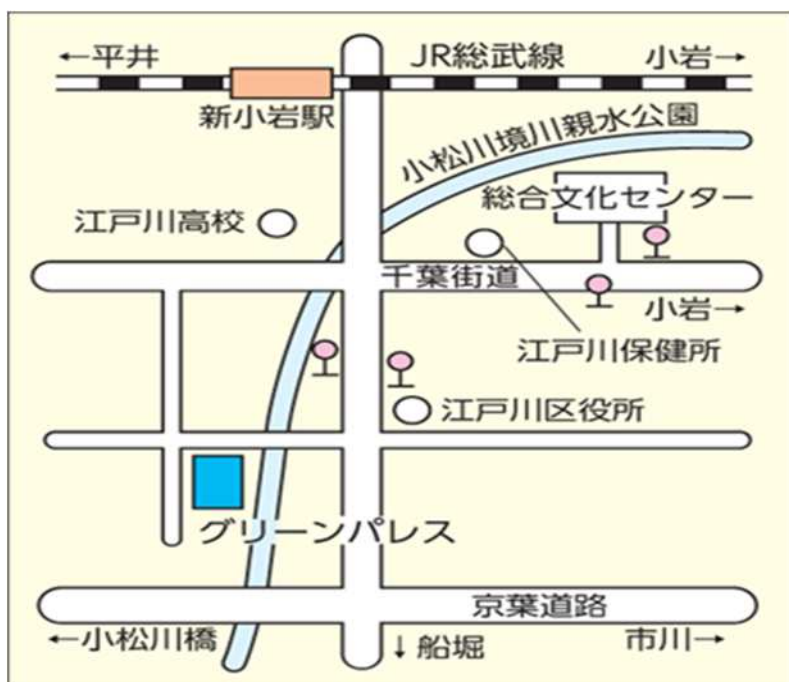 ←平井
JR総武線
小岩→
新小岩駅
小松川境川親水公園
総合文化センター
江戸川高校
千葉街道
小岩→
江戸川保健所
江戸川区役所
グリーンパレス
京葉道路
←小松川橋
↓船堀
市川→